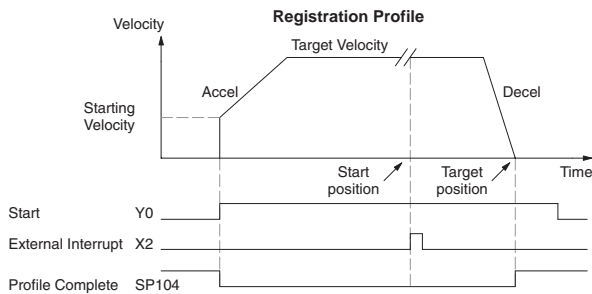 Registration Profile
Velocity
Target Velocity
Accel
Decel
Starting
Velocity
Start
position
Target
position
Time
Start Y0
External Interrupt X2
Profile Complete SP104